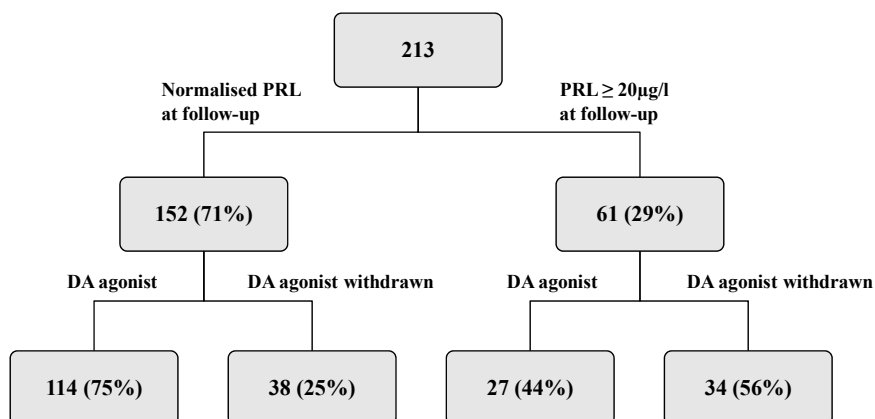 213
Normalised PRL
at follow-up
PRL ≥ 20µg/l
at follow-up
152 (71%)
61 (29%)
DA agonist
DA agonist withdrawn
DA agonist
DA agonist withdrawn
114 (75%)
38 (25%)
27 (44%)
34 (56%)